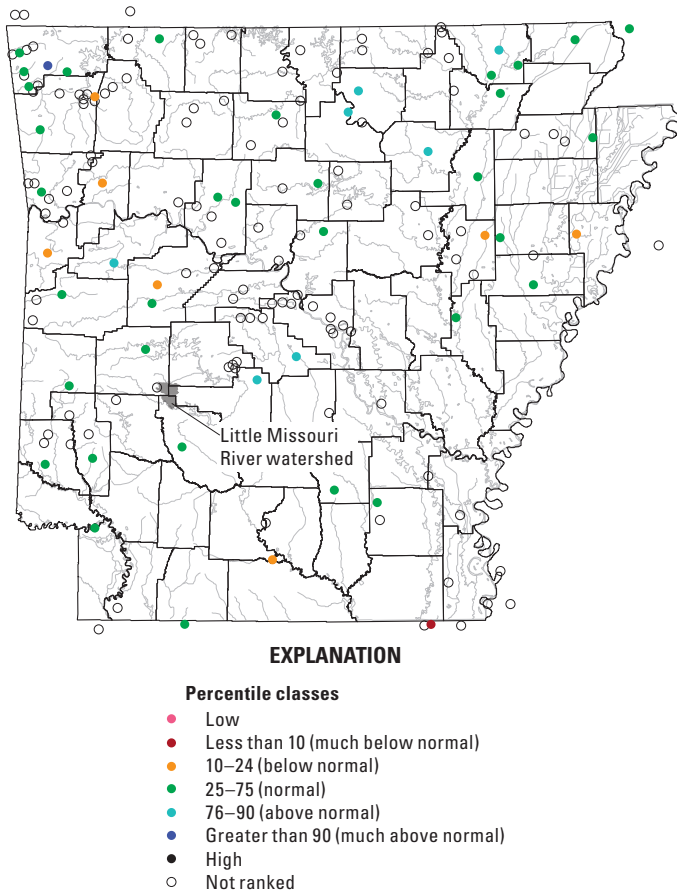 Little Missouri
River watershed
EXPLANATION
Percentile classes
Low
Less than 10 (much below normal)
10–24 (below normal)
25–75 (normal)
76–90 (above normal)
Greater than 90 (much above normal)
High
Not ranked